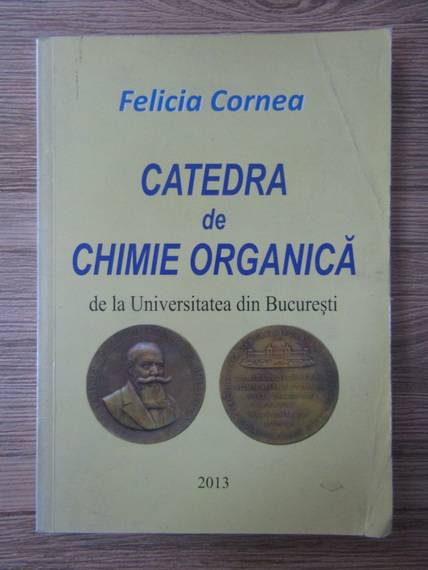 Felicia Cornea
CATEDRA
de
CHIMIE ORGANICĂ
de la Universitatea din București
2013